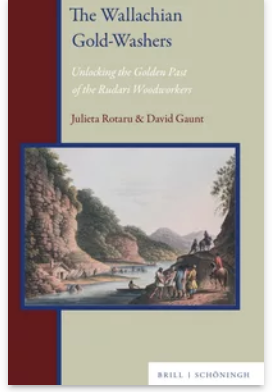 The Wallachian
Gold-Washers
Unlocking the Golden Past
of the Rudari Woodworkers
Julieta Rotaru & David Gaunt
BRILL | SCHÖNINGH